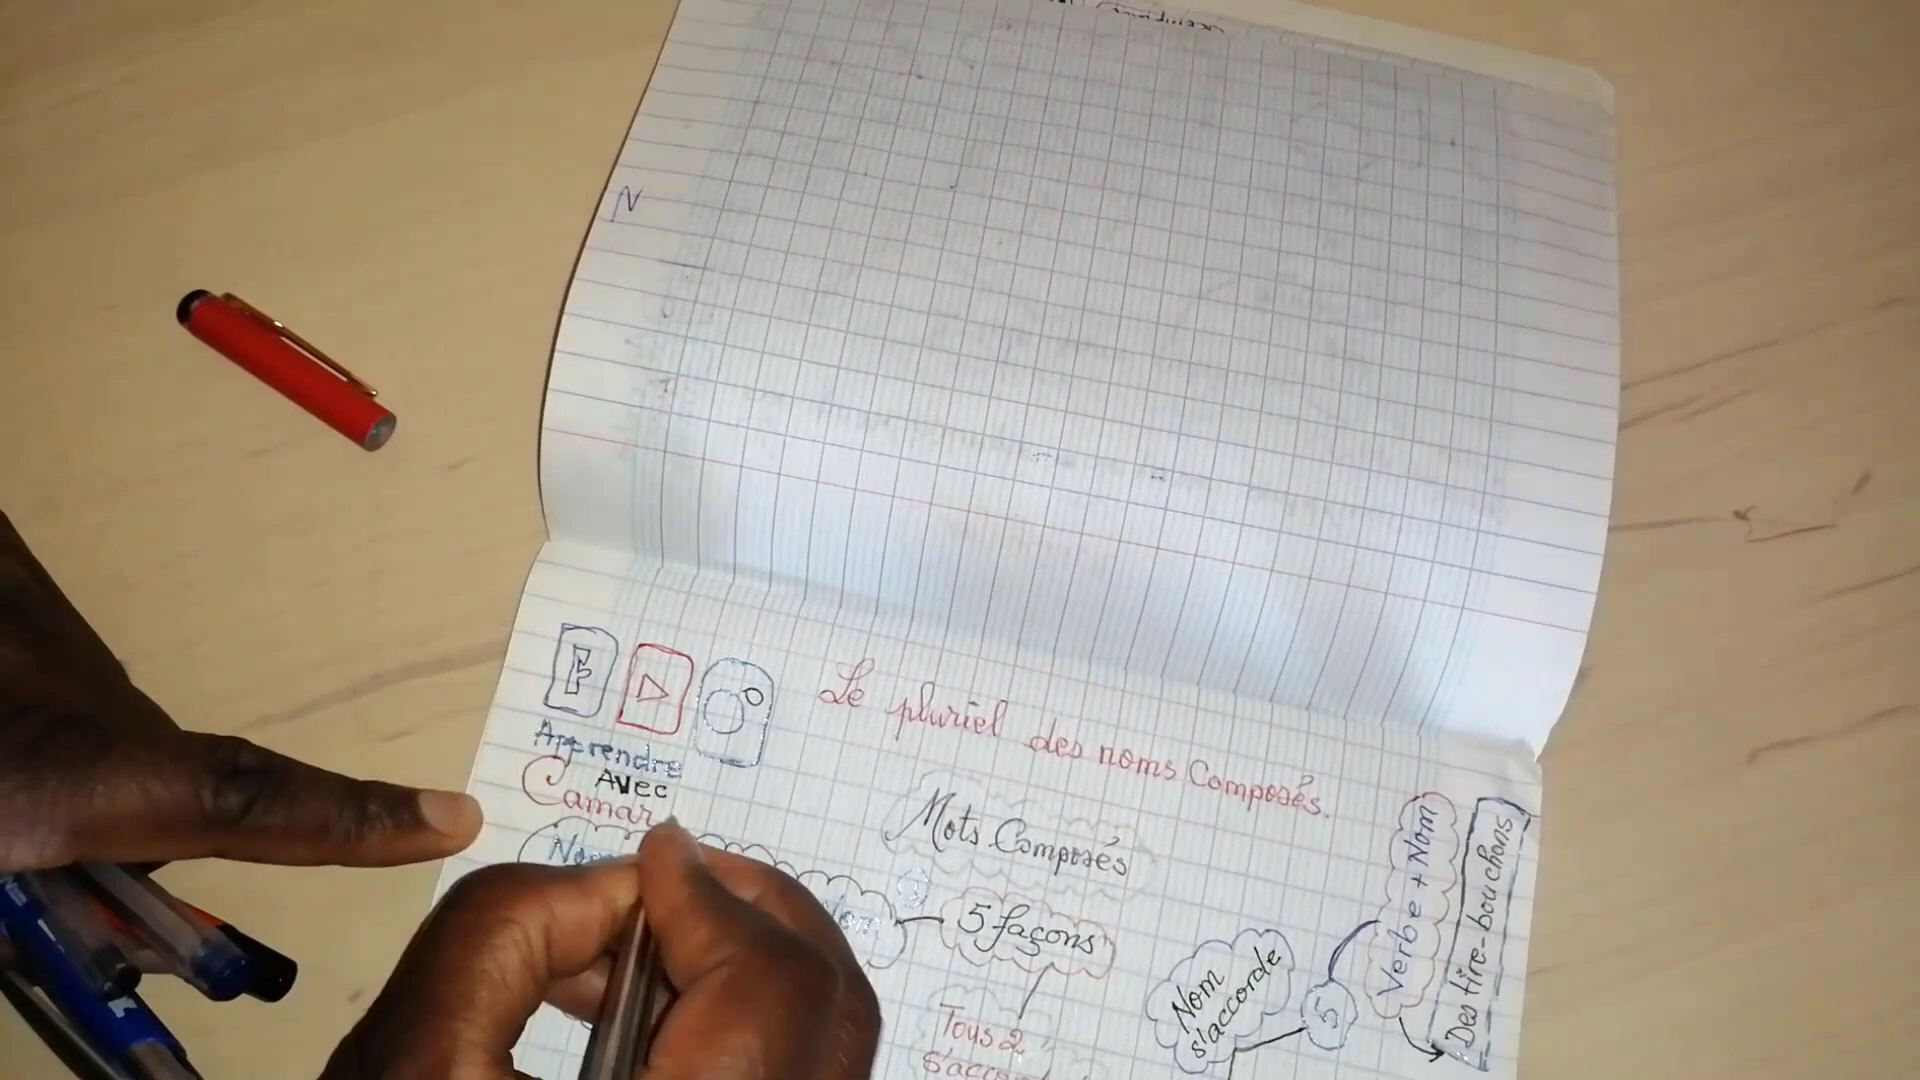 N
F
Le pluriel des noms Composés.
Apprendre
Avec
Camar
Mots Composés
5 façons
Tous 2
Nom
s'accorde
5
Verbe + Nom
Des tire-bouchons